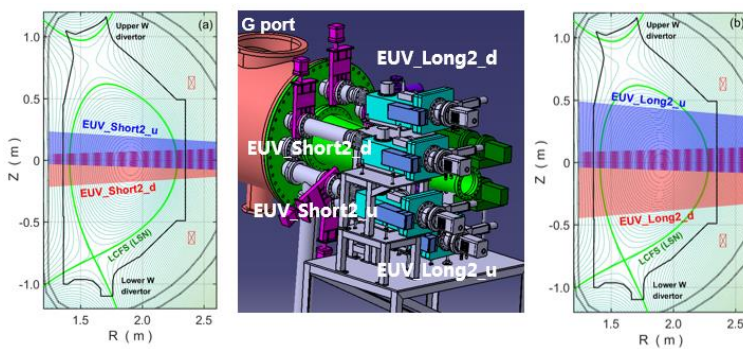 (a)
Upper W
divertor
1.0
0.5
0
-0.5
-1.0
Z ( m )
EUV_Short2_u
EUV_Short2_d
LCFS (LSN)
Lower W
divertor
1.5
2.0
2.5
R ( m )
G port
EUV_Long2_d
EUV_Short2_d
EUV_Short2_u
EUV_Long2_u
(b)
Upper W
divertor
1.0
0.5
0
-0.5
-1.0
Z ( m )
EUV_Long2_u
EUV_Long2_d
LCFS (LSN)
Lower W
divertor
1.5
2.0
2.5
R ( m )